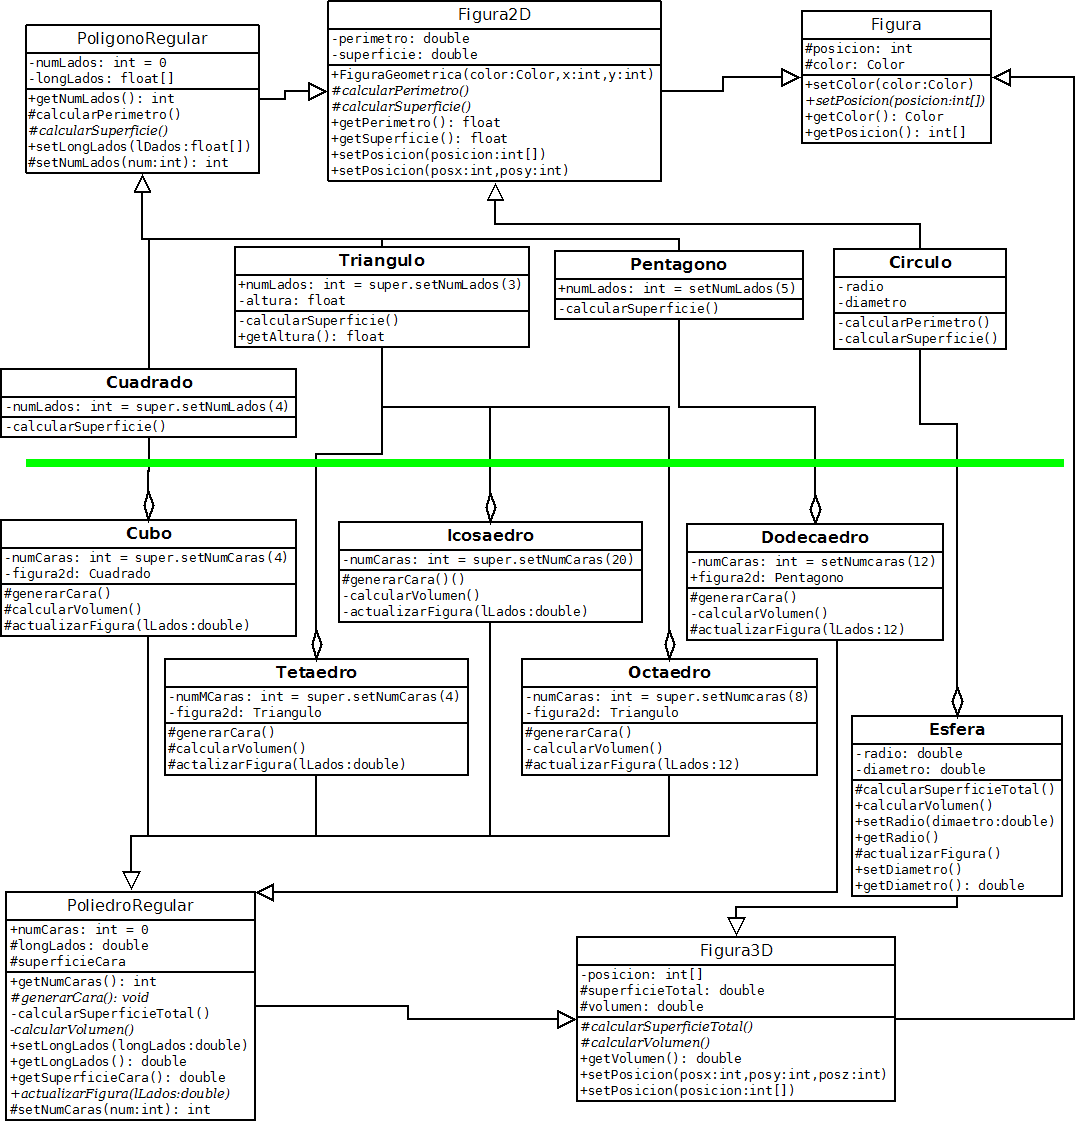 PoligonoRegular
-numLados: int = 0
-longLados: float[]
+getNumLados(): int
#calcularPerimetro()
#calcularSuperficie()
+setLongLados(lDados:float[])
#setNumLados(num:int): int
Figura2D
-perimetro: double
-superficie: double
+FiguraGeometrica(color:Color,x:int,y:int)
#calcularPerimetro()
#calcularSuperficie()
+getPerimetro(): float
+getSuperficie(): float
+setPosicion(posicion:int[])
+setPosicion(posx:int,posy:int)
Figura
#posicion: int
#color: Color
+setColor(color:Color)
+setPosicion(posicion:int[])
+getColor(): Color
+getPosicion(): int[]
Triangulo
+numLados: int = super.setNumLados(3)
-altura: float
-calcularSuperficie()
+getAltura(): float
Pentagono
+numLados: int = setNumLados(5)
-calcularSuperficie()
Circulo
-radio
-diametro
-calcularPerimetro()
-calcularSuperficie()
Cuadrado
-numLados: int = super.setNumLados(4)
-calcularSuperficie()
Cubo
-numCaras: int = super.setNumCaras(4)
-figura2d: Cuadrado
#generarCara()
#calcularVolumen()
#actualizarFigura(lLados:double)
Icosaedro
-numCaras: int = super.setNumCaras(20)
#generarCara()()
-calcularVolumen()
-actualizarFigura(lLados:double)
Dodecaedro
-numCaras: int = setNumcaras(12)
+figura2d: Pentagono
#generarCara()
-calcularVolumen()
#actualizarFigura(lLados:12)
Tetaedro
-numMCaras: int = super.setNumCaras(4)
-figura2d: Triangulo
#generarCara()
#calcularVolumen()
#actalizarFigura(lLados:double)
Octaedro
-numCaras: int = super.setNumcaras(8)
-figura2d: Triangulo
#generarCara()
-calcularVolumen()
#actualizarFigura(lLados:12)
Esfera
-radio: double
-diametro: double
#calcularSuperficieTotal()
+calcularVolumen()
+setRadio(dimaetro:double)
+getRadio()
#actualizarFigura()
+setDiametro()
+getDiametro(): double
PoliedroRegular
+numCaras: int = 0
#longLados: double
#superficieCara
+getNumCaras(): int
#generarCara(): void
-calcularSuperficieTotal()
-calcularVolumen()
+setLongLados(longLados:double)
+getLongLados(): double
+getSuperficieCara(): double
+actualizarFigura(lLados:double)
#setNumCaras(num:int): int
Figura3D
-posicion: int[]
#superficieTotal: double
#volumen: double
#calcularSuperficieTotal()
#calcularVolumen()
+getVolumen(): double
+setPosicion(posx:int,posy:int,posz:int)
+setPosicion(posicion:int[])